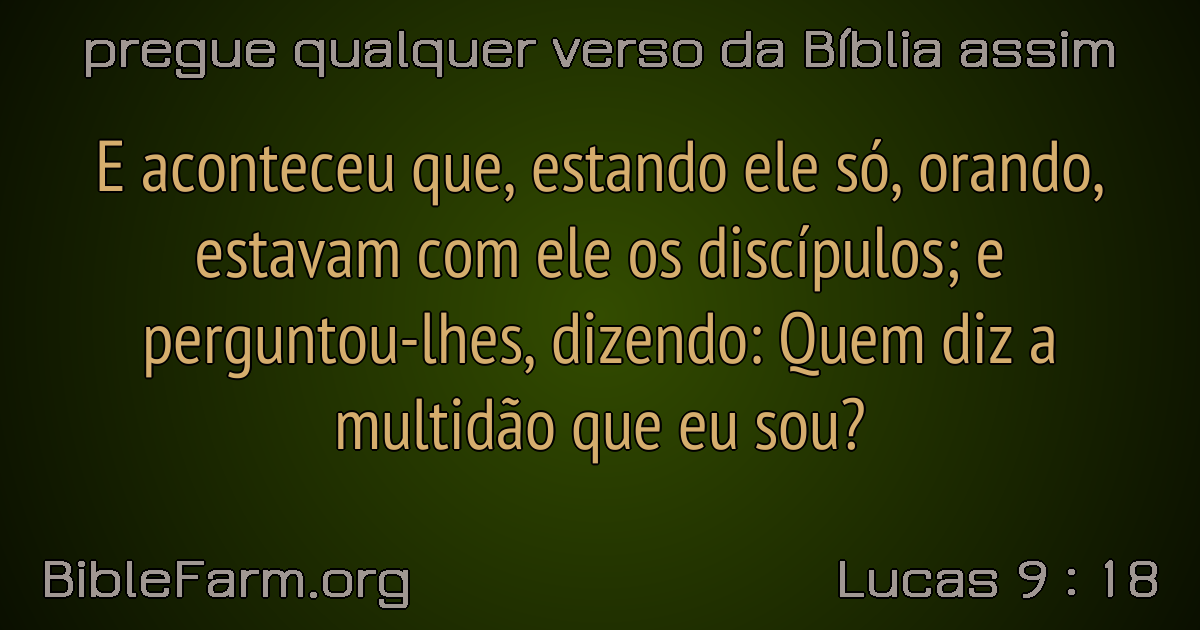 pregue qualquer verso da Bíblia assim
E aconteceu que, estando ele só, orando,
estavam com ele os discípulos; e
perguntou-lhes, dizendo: Quem diz a
multidão que eu sou?
BibleFarm.org
Lucas 9 : 18